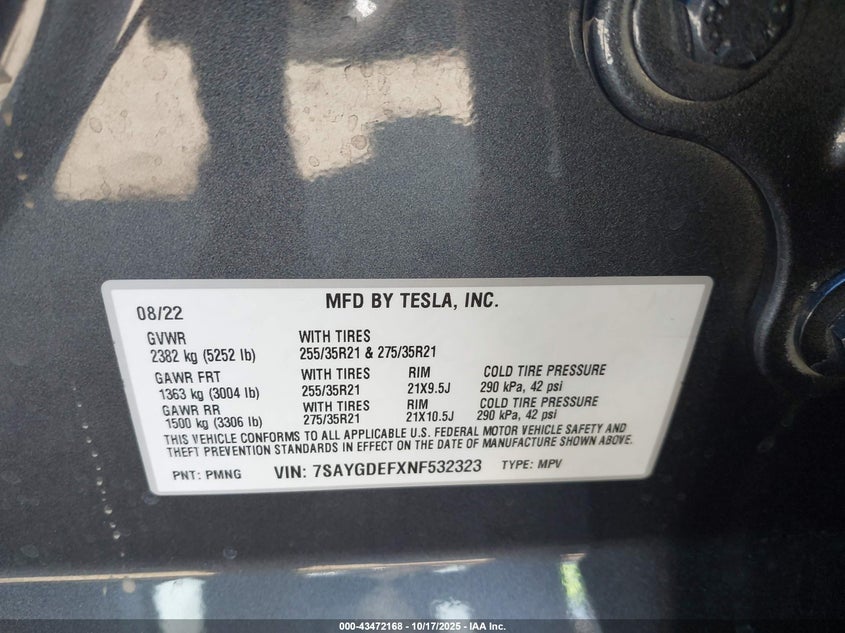 08/22 MFD BY TESLA, INC.
GVWR WITH TIRES
2382 kg (5252 lb) 255/35R21 & 275/35R21
GAWR FRT WITH TIRES RIM COLD TIRE PRESSURE
1363 kg (3004 lb) 255/35R21 21X9.5J 290 kPa, 42 psi
GAWR RR WITH TIRES RIM COLD TIRE PRESSURE
1500 kg (3306 lb) 275/35R21 21X10.5J 290 kPa, 42 psi
THIS VEHICLE CONFORMS TO ALL APPLICABLE U.S. FEDERAL MOTOR VEHICLE SAFETY AND
THEFT PREVENTION STANDARDS IN EFFECT ON THE DATE OF MANUFACTURE SHOWN ABOVE.
PNT: PMNG VIN: 7SAYGDEFXNF532323 TYPE: MPV
000-43472168 - 10/17/2025 - IAA Inc.